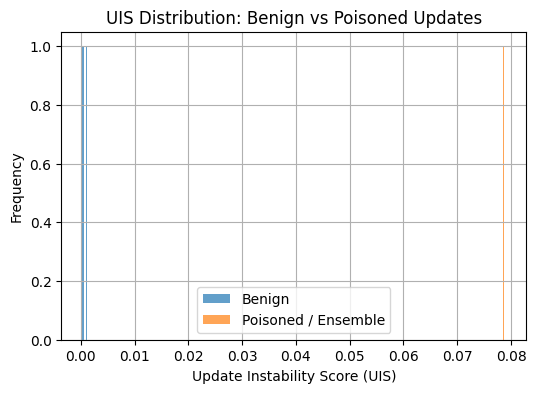 UIS Distribution: Benign vs Poisoned Updates
1.0
0.8
0.6
0.4
0.2
0.0
Frequency
Benign
Poisoned / Ensemble
0.00 0.01 0.02 0.03 0.04 0.05 0.06 0.07 0.08
Update Instability Score (UIS)